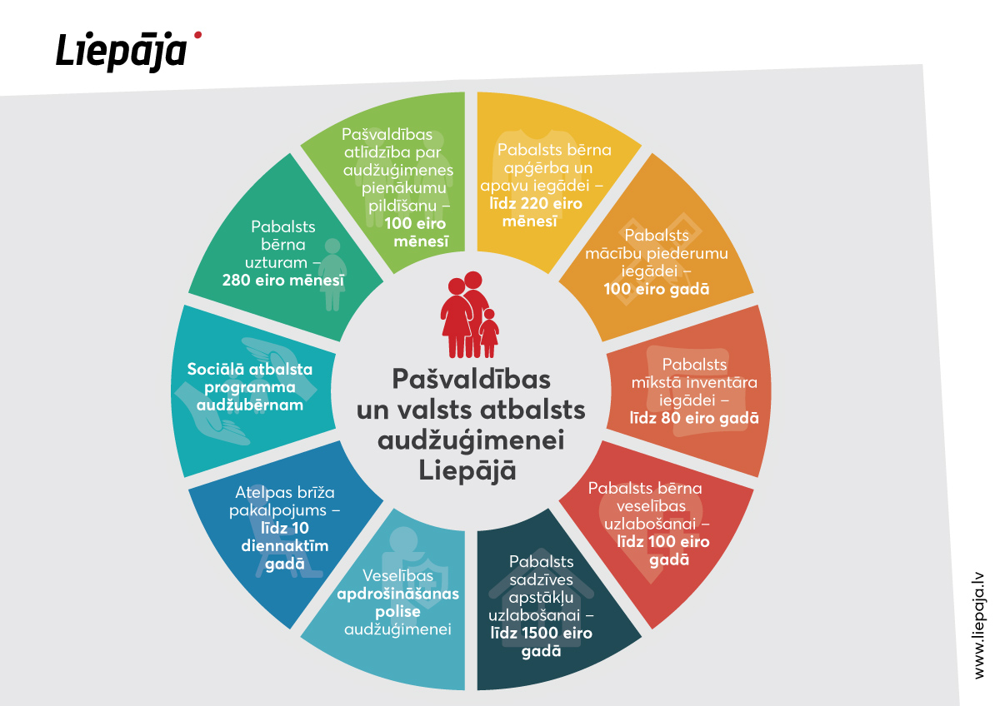 Liepāja
Pašvaldības
atlīdzība par
audžuģimenes
pienākumu
pildīšanu –
100 eiro
mēnesī
Pabalsts bērna
apģērba un
apavu iegādei –
līdz 220 eiro
mēnesī
Pabalsts
mācību piederumu
iegādei –
100 eiro gadā
Pabalsts
mīkstā inventāra
iegādei –
līdz 80 eiro gadā
Pabalsts bērna
veselības
uzlabošanai –
līdz 100 eiro
gadā
Pabalsts
sadzīves
apstākļu
uzlabošanai –
līdz 1500 eiro
gadā
Veselības
apdrošināšanas
polise
audžuģimenei
Atelpas brīža
pakalpojums –
līdz 10
diennaktīm
gadā
Sociālā atbalsta
programma
audžubērnam
Pabalsts
bērna
uzturam –
280 eiro mēnesī
Pašvaldības
un valsts atbalsts
audžuģimenei
Liepājā
www.liepaja.lv